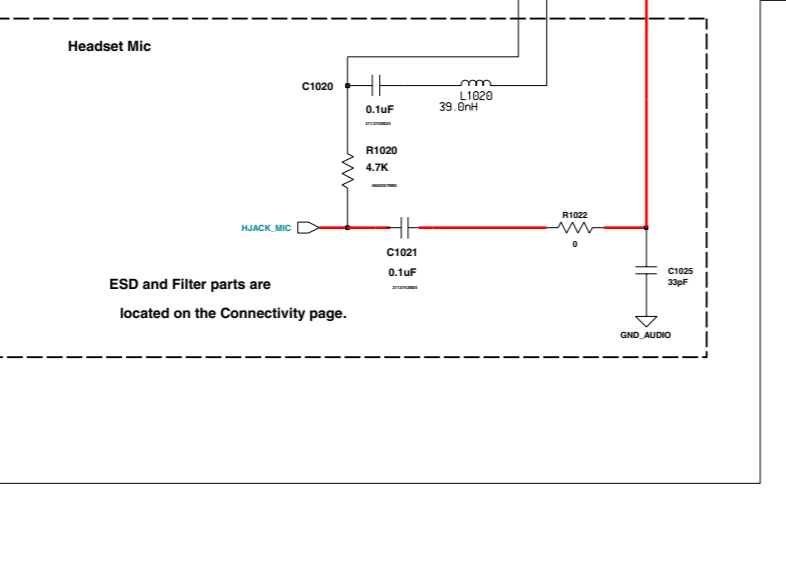 Headset Mic
C1020
0.1uF
L1020
39.0nH
R1020
4.7K
HJACK_MIC
R1022
0
C1021
0.1uF
C1025
33pF
ESD and Filter parts are
located on the Connectivity page.
GND_AUDIO